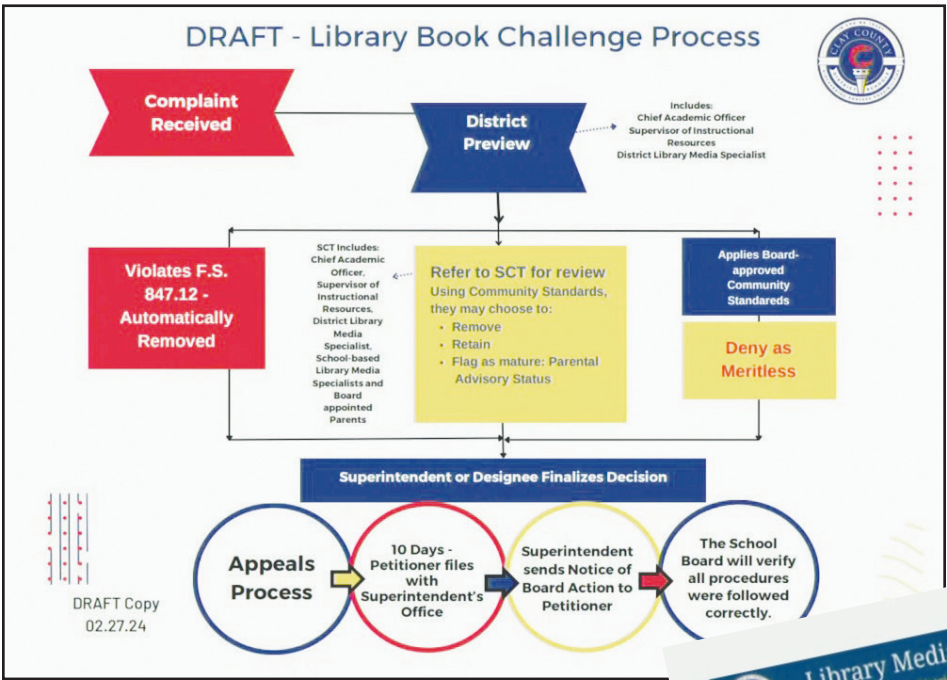 DRAFT - Library Book Challenge Process
CLAY COUNTY
DISTRICT SCHOOLS
Complaint
Received
District
Preview
Includes:
Chief Academic Officer
Supervisor of Instructional
Resources
District Library Media Specialist
Violates F.S.
847.12 -
Automatically
Removed
SCT Includes:
Chief Academic
Officer,
Supervisor of
Instructional
Resources,
District Library
Media
Specialist,
School-based
Library Media
Specialists and
Board
appointed
Parents
Refer to SCT for review
Using Community Standards,
they may choose to:
• Remove
• Retain
• Flag as mature: Parental
Advisory Status
Applies Board-
approved
Community
Standareds
Deny as
Meritless
Superintendent or Designee Finalizes Decision
Appeals
Process
10 Days -
Petitioner files
with
Superintendent's
Office
Superintendent
sends Notice of
Board Action to
Petitioner
The School
Board will verify
all procedures
were followed
correctly.
DRAFT Copy
02.27.24
Library Medi